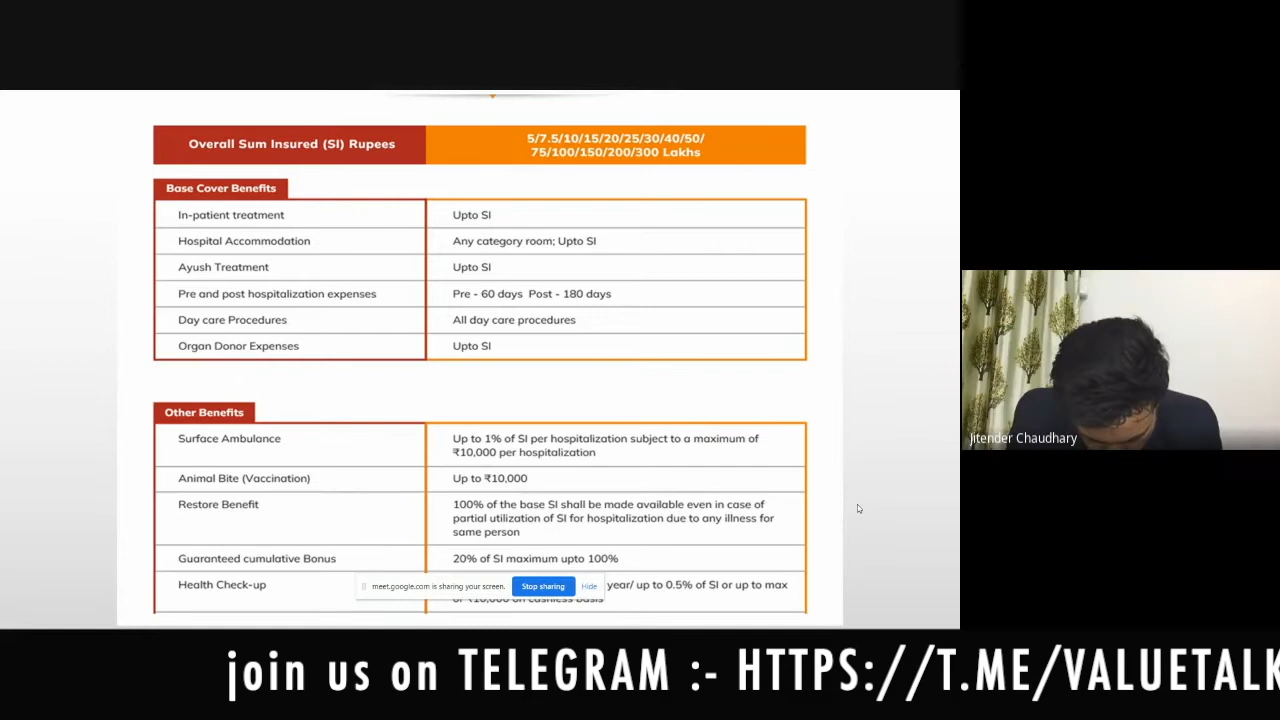 Overall Sum Insured (SI) Rupees
5/7.5/10/15/20/25/30/40/50/
75/100/150/200/300 Lakhs
Base Cover Benefits
In-patient treatment
Upto SI
Hospital Accommodation
Any category room; Upto SI
Ayush Treatment
Upto SI
Pre and post hospitalization expenses
Pre - 60 days Post - 180 days
Day care Procedures
All day care procedures
Organ Donor Expenses
Upto SI
Other Benefits
Surface Ambulance
Up to 1% of SI per hospitalization subject to a maximum of
₹10,000 per hospitalization
Animal Bite (Vaccination)
Up to ₹10,000
Restore Benefit
100% of the base SI shall be made available even in case of
partial utilization of SI for hospitalization due to any illness for
same person
Guaranteed cumulative Bonus
20% of SI maximum upto 100%
Health Check-up
year/ up to 0.5% of SI or up to max
of ₹10,000 on cashless basis
meet.google.com is sharing your screen.
Stop sharing
Hide
Jitender Chaudhary
join us on TELEGRAM :- HTTPS://T.ME/VALUETALK